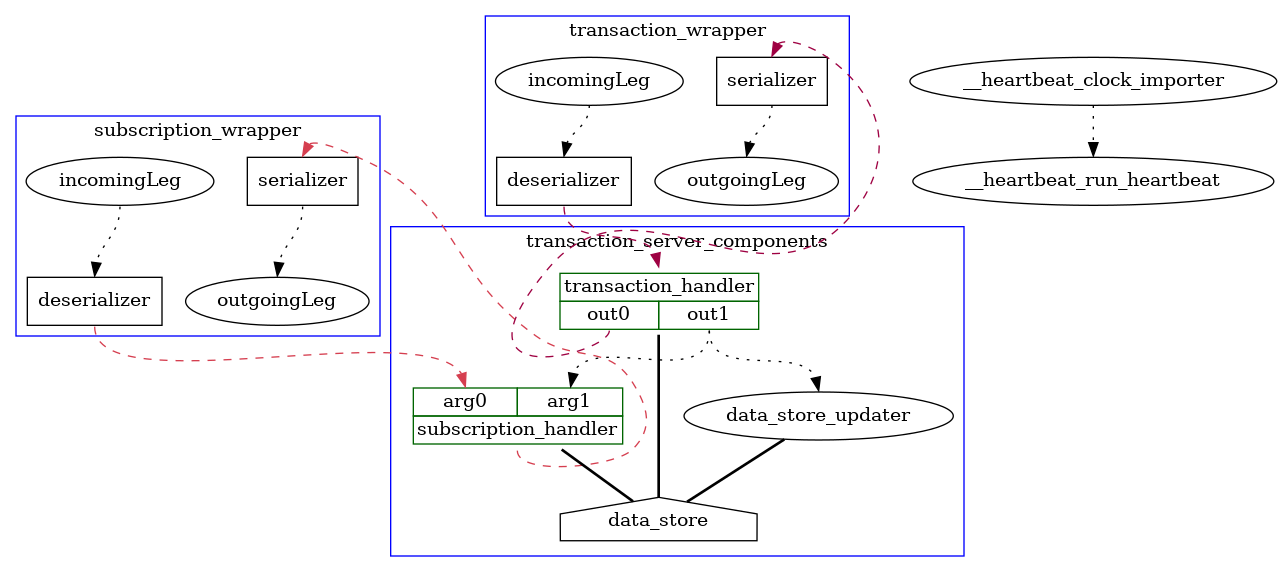 transaction_wrapper
incomingLeg
serializer
__heartbeat_clock_importer
subscription_wrapper
incomingLeg
serializer
deserializer
outgoingLeg
__heartbeat_run_heartbeat
transaction_server_components
transaction_handler
out0
out1
deserializer
outgoingLeg
arg0
arg1
subscription_handler
data_store_updater
data_store